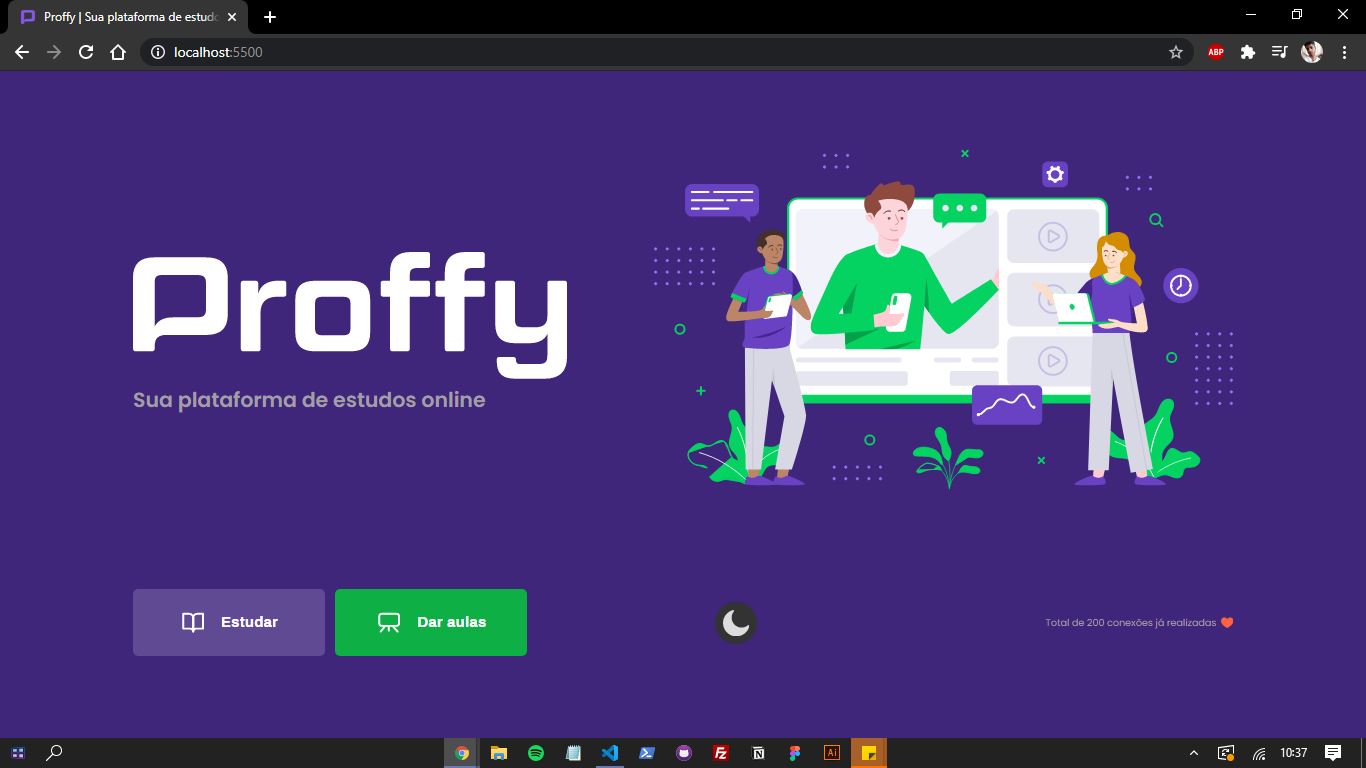 Proffy | Sua plataforma de estud
localhost:5500
ABP
Proffy
Sua plataforma de estudos online
Estudar
Dar aulas
Total de 200 conexões já realizadas
Fz
N
Ai
10:37